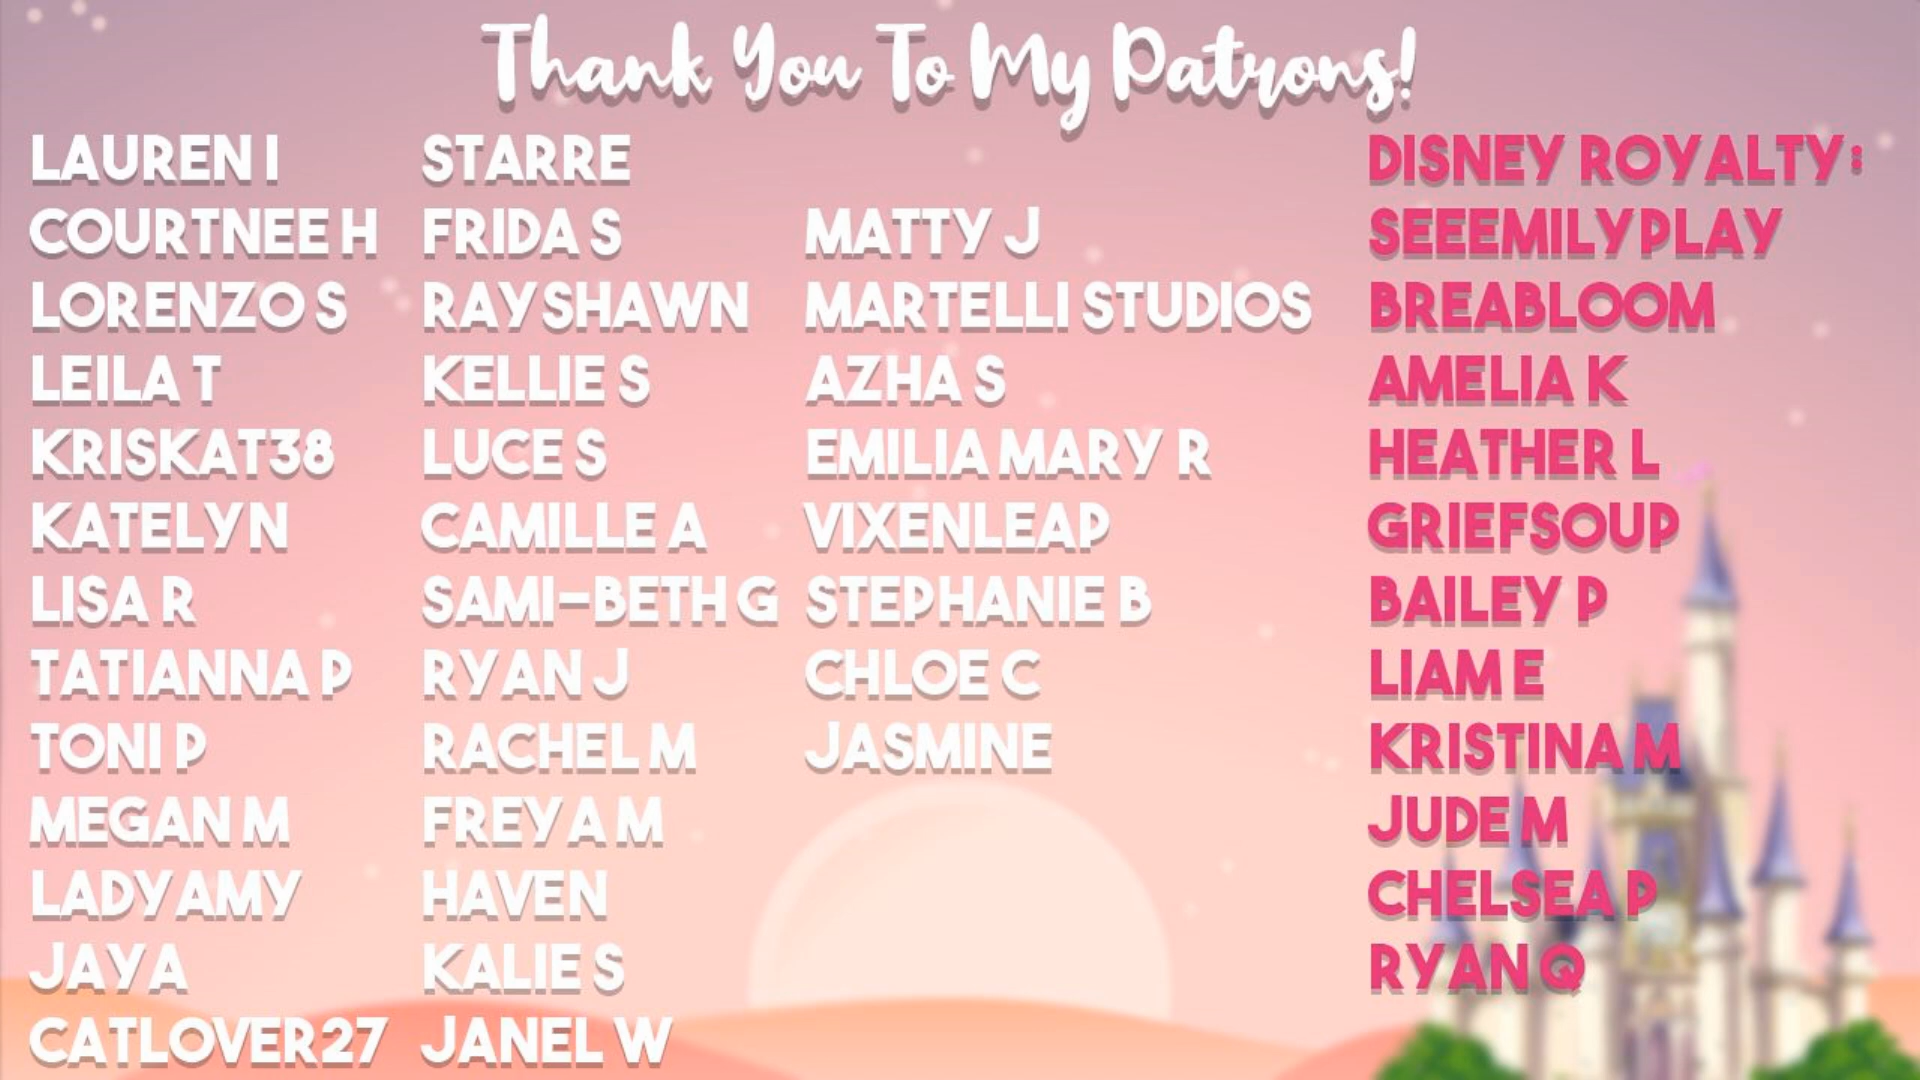 Thank You To My Patrons!
LAUREN I
COURTNEE H
LORENZO S
LEILA T
KRISKAT38
KATELYN
LISA R
TATIANNA P
TONI P
MEGAN M
LADYAMY
JAYA
CATLOVER27
STARRE
FRIDA S
RAYSHAWN
KELLIE S
LUCE S
CAMILLE A
SAMI-BETH G
RYAN J
RACHEL M
FREYA M
HAVEN
KALIE S
JANEL W
MATTY J
MARTELLI STUDIOS
AZHA S
EMILIA MARY R
VIXENLEAP
STEPHANIE B
CHLOE C
JASMINE
DISNEY ROYALTY:
SEEEMILYPLAY
BREABLOOM
AMELIA K
HEATHER L
GRIEFSOUP
BAILEY P
LIAM E
KRISTINA M
JUDE M
CHELSEA P
RYAN Q